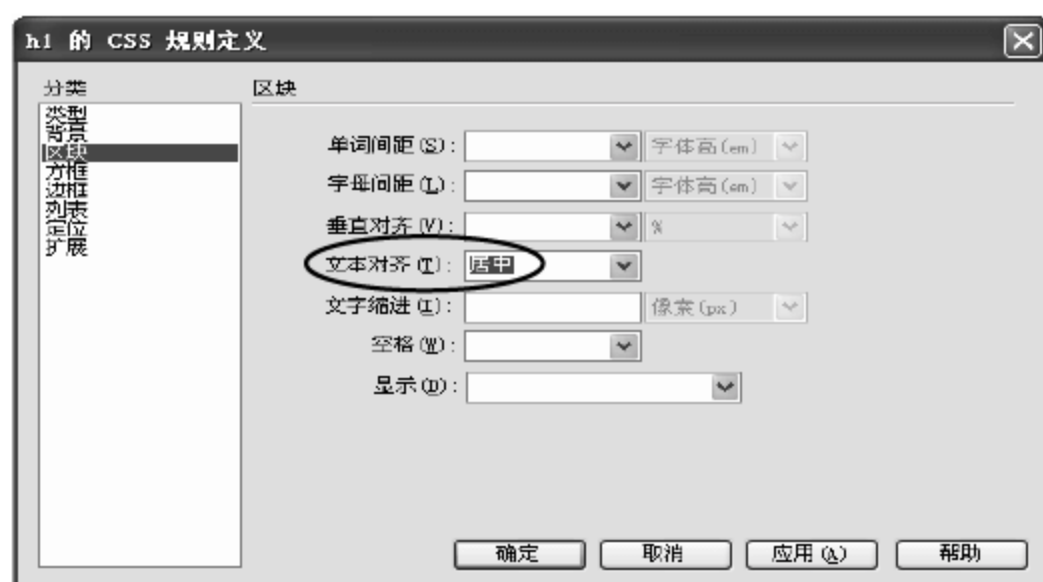 h1 的 CSS 规则定义
分类
类型
背景
区块
方框
边框
列表
定位
扩展
区块
单词间距(S): 字体高(em)
字母间距(L): 字体高(em)
垂直对齐(V): %
文本对齐(T): 居中
文字缩进(I): 像素(px)
空格(W):
显示(D):
确定 取消 应用(A) 帮助